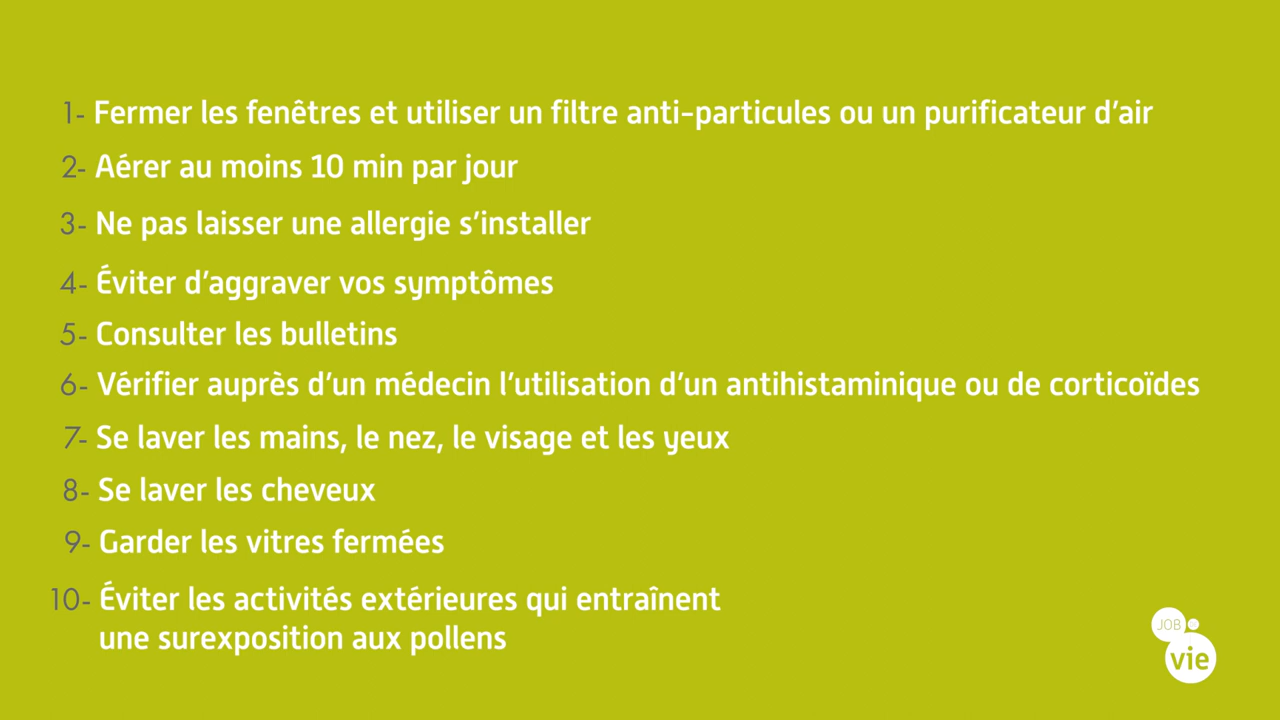 1- Fermer les fenêtres et utiliser un filtre anti-particules ou un purificateur d’air
2- Aérer au moins 10 min par jour
3- Ne pas laisser une allergie s’installer
4- Éviter d’aggraver vos symptômes
5- Consulter les bulletins
6- Vérifier auprès d’un médecin l’utilisation d’un antihistaminique ou de corticoïdes
7- Se laver les mains, le nez, le visage et les yeux
8- Se laver les cheveux
9- Garder les vitres fermées
10- Éviter les activités extérieures qui entraînent
une surexposition aux pollens
JOB
vie